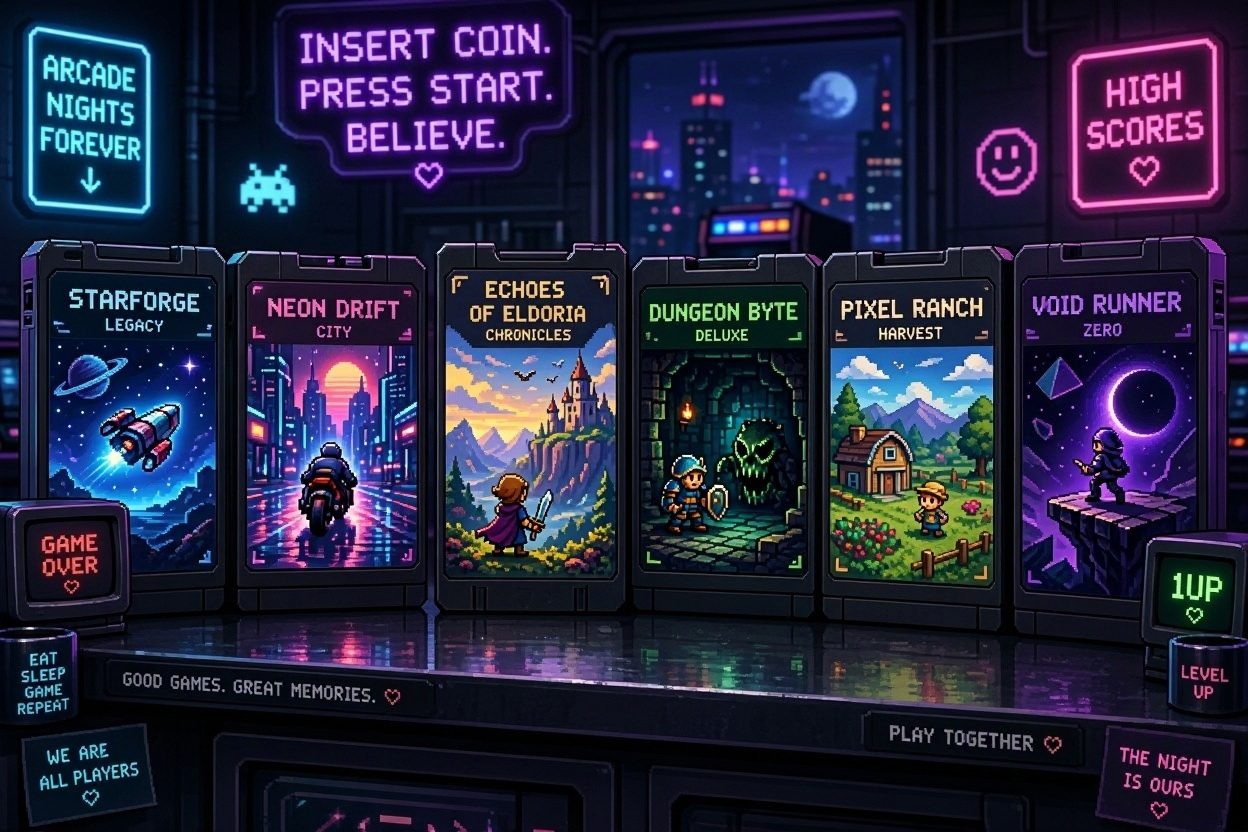 ARCADE
NIGHTS
FOREVER
INSERT COIN.
PRESS START.
BELIEVE.
HIGH
SCORES
STARFORGE
LEGACY
NEON DRIFT
CITY
ECHOES
OF ELDORIA
CHRONICLES
DUNGEON BYTE
DELUXE
PIXEL RANCH
HARVEST
VOID RUNNER
ZERO
GAME
OVER
1UP
EAT
SLEEP
GAME
REPEAT
LEVEL
UP
GOOD GAMES. GREAT MEMORIES.
PLAY TOGETHER
WE ARE
ALL PLAYERS
THE NIGHT
IS OURS